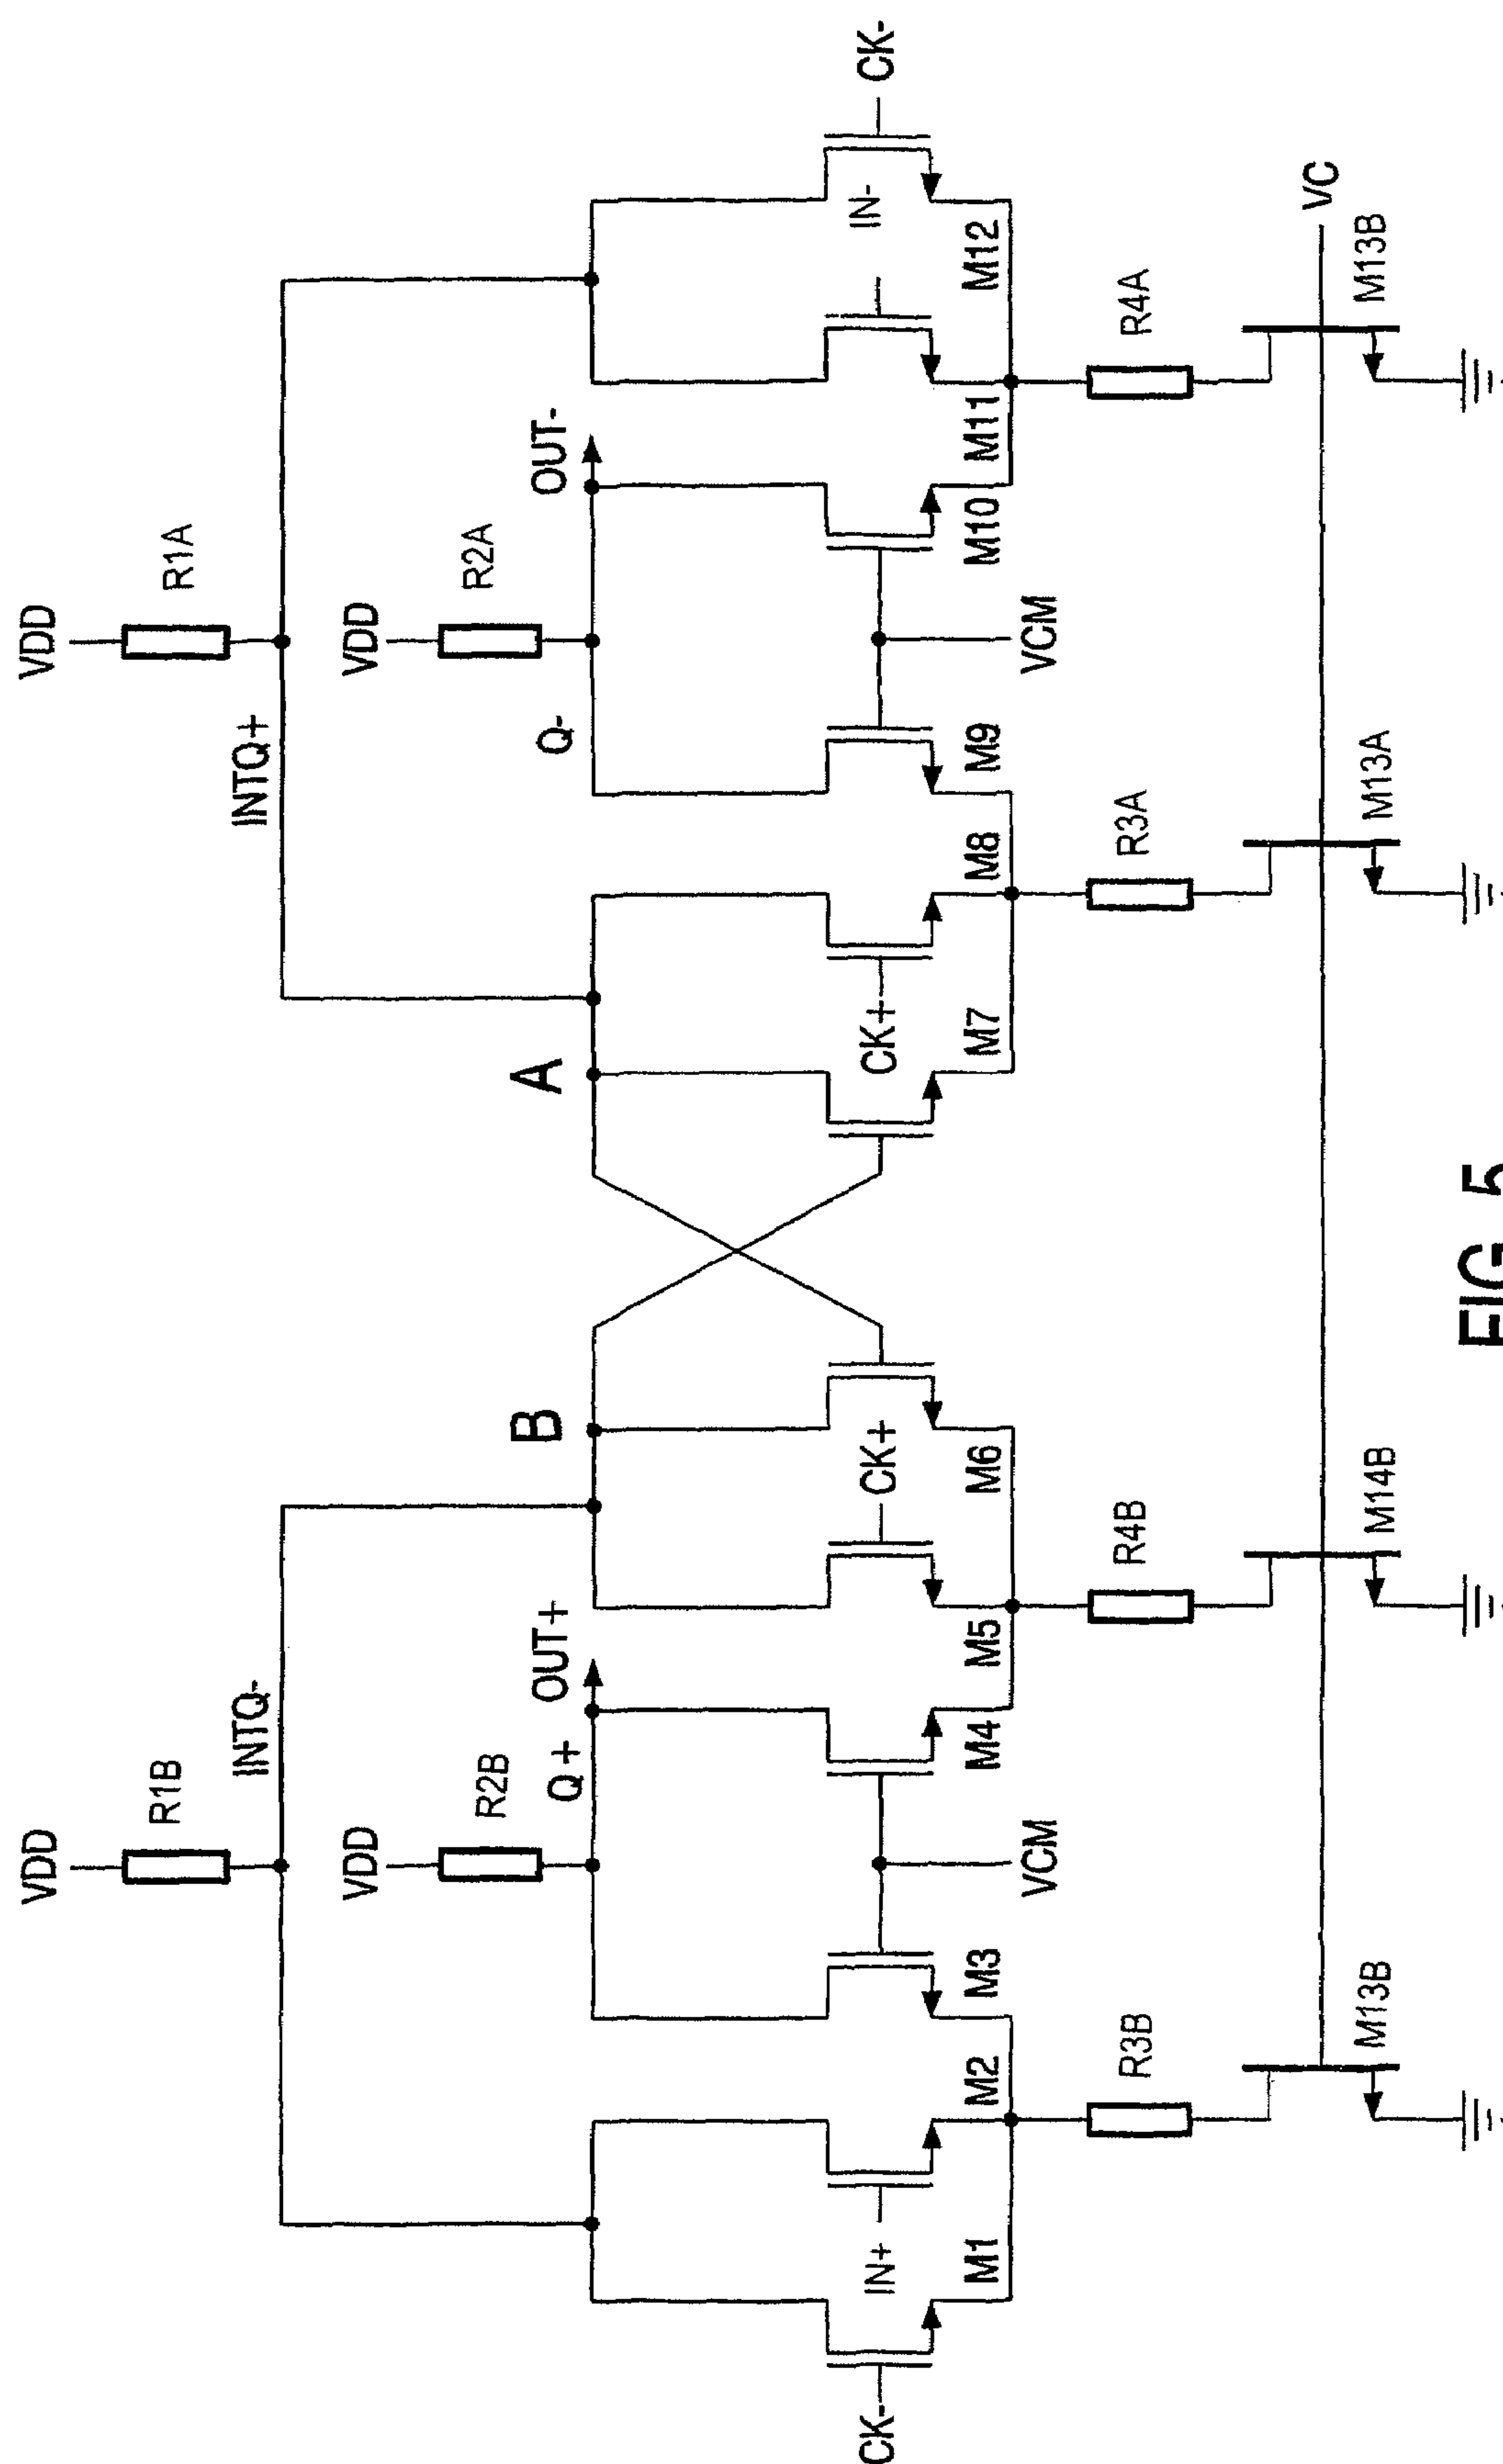 VDD
VDD
R1B
R1A
INTQ-
INTQ+
VDD
VDD
R2B
R2A
Q+
OUT+
B
A
Q-
OUT-
CK-
IN+
CK+
CK+
IN-
CK-
M1
M2
M3
M4
M5
M6
M7
M8
M9
M10
M11
M12
VCM
VCM
R3B
R4B
R3A
R4A
VC
M13B
M14B
M13A
M13B
FIG. 5